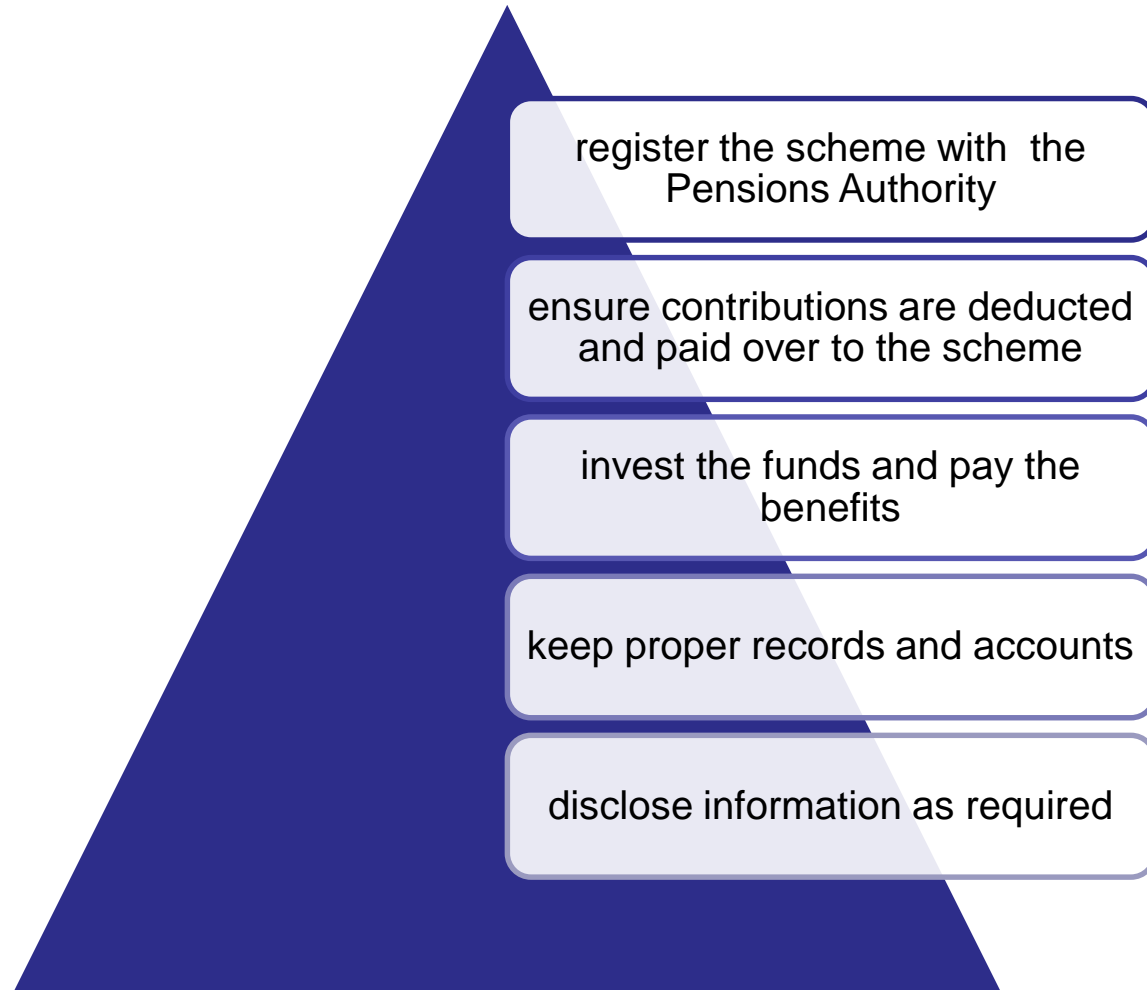 register the scheme with  the
Pensions Authority
ensure contributions are deducted
and paid over to the scheme
invest the funds and pay the
benefits
keep proper records and accounts
disclose information as required